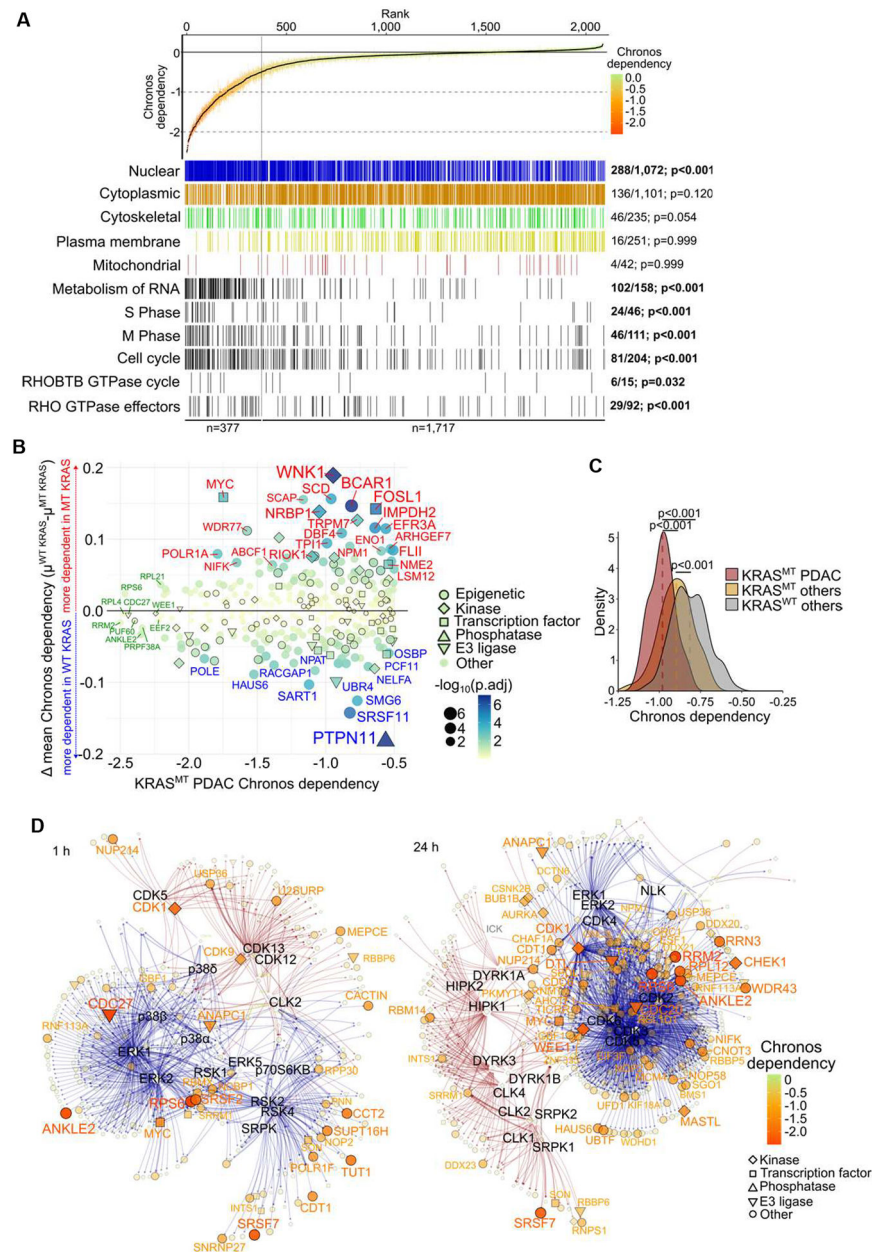 A
Rank
0
500
1,000
1,500
2,000
Chronos
dependency
0
-1
-2
Chronos
dependency
0
-0.5
-1.0
-1.5
-2.0
Nuclear
288/1,072; p<0.001
Cytoplasmic
136/1,101; p=0.120
Cytoskeletal
46/235; p=0.054
Plasma membrane
16/251; p=0.999
Mitochondrial
4/42; p=0.999
Metabolism of RNA
102/158; p<0.001
S Phase
24/46; p<0.001
M Phase
46/111; p<0.001
Cell cycle
81/204; p<0.001
RHOBTB GTPase cycle
6/15; p=0.032
RHO GTPase effectors
29/92; p<0.001
n=377
n=1,717
B
Δ mean Chronos dependency (μWT KRAS-μMT KRAS)
more dependent in MT KRAS
more dependent in WT KRAS
0.2
0.1
0.0
-0.1
-0.2
WNK1
MYC
SCD
SCAP
BCAR1
FOSL1
NRBP1
IMPDH2
TRPM7
WDR77
EFR3A
DBF4
ARHGEF7
TPI1
ENO1
POLR1A
ABCF1
RIOK1
NPM1
FLII
NIFK
NME2
LSM12
RPL21
RPS6
RPL4
CDC27
WEE1
RRM2
EEF2
PUF60
ANKLE2
PRPF38A
POLE
NPAT
OSBP
RACGAP1
PCF11
HAUS6
UBR4
NELFA
SART1
SMG6
SRSF11
PTPN11
-2.5
-2.0
-1.5
-1.0
-0.5
KRASMT PDAC Chronos dependency
Epigenetic
Kinase
Transcription factor
Phosphatase
E3 ligase
Other
-log10(p.adj)
6
4
2
6
4
2
C
p<0.001
p<0.001
p<0.001
Density
5
4
3
2
1
0
-1.25
-1.00
-0.75
-0.50
-0.25
Chronos dependency
KRASMT PDAC
KRASMT others
KRASWT others
D
1 h
NUP214
USP36
CDK5
U2SURP
CDK1
MEPCE
CDK9
CDK13
CDK12
RBBP6
p38δ
CLK2
CACTIN
CDC27
p38β
ANAPC1
RNF113A
p38α
ERK1
ERK5
p70S6KB
ERK2
RSK1
RPP30
RSK2
RPS6
SRSF2
RSK4
CCT2
ANKLE2
SRRM1
SRPK
MYC
SUPT16H
NOP2
POLR1F
TUT1
INTS1
CDT1
SRSF7
SNRNP27
24 h
ANAPC1
DCTN5
ERK1
NLK
CSNK2B
ERK2
BUB1B
CDK4
USP36
AURKA
DDX20
ICK
CDK1
CHAF1A
RRN3
CDT1
RRM2
NUP214
DTL
RPL12
CHEK1
DYRK1A
MEPCE
HIPK2
PKMYT1
RNF113A
WDR43
CDK2
HIPK1
ANKLE2
RBM14
MYC
WEE1
NIFK
CNOT3
INTS1
DYRK3
RBBP5
DYRK1B
NOP58
MCM4
SGO1
SRRM1
CLK4
UFD1
KIF18A
BMS1
CLK2
SRPK2
MASTL
HAUS6
UBTF
WDHD1
CLK1
SRPK1
DDX23
SON
RBBP6
SRSF7
RNPS1
Chronos
dependency
0
-0.5
-1.0
-1.5
-2.0
Kinase
Transcription factor
Phosphatase
E3 ligase
Other